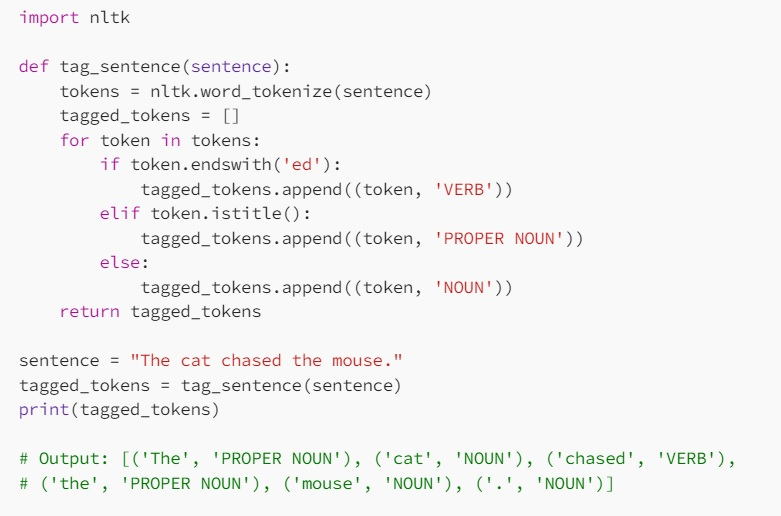 import nltk

def tag_sentence(sentence):
    tokens = nltk.word_tokenize(sentence)
    tagged_tokens = []
    for token in tokens:
        if token.endswith('ed'):
            tagged_tokens.append((token, 'VERB'))
        elif token.istitle():
            tagged_tokens.append((token, 'PROPER NOUN'))
        else:
            tagged_tokens.append((token, 'NOUN'))
    return tagged_tokens

sentence = "The cat chased the mouse."
tagged_tokens = tag_sentence(sentence)
print(tagged_tokens)

# Output: [('The', 'PROPER NOUN'), ('cat', 'NOUN'), ('chased', 'VERB'),
# ('the', 'PROPER NOUN'), ('mouse', 'NOUN'), ('.', 'NOUN')]